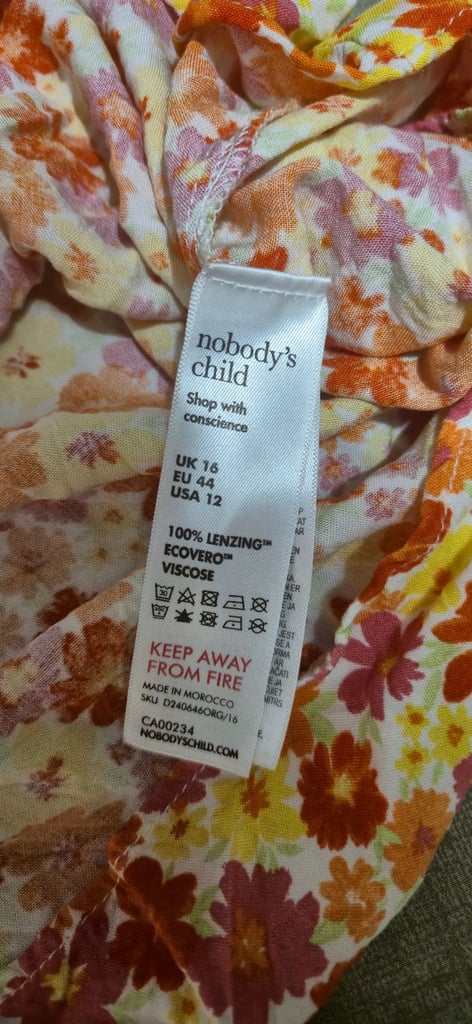 nobody's
child
Shop with
conscience
UK 16
EU 44
USA 12
100% LENZING™
ECOVERO™
VISCOSE
30
KEEP AWAY
FROM FIRE
MADE IN MOROCCO
SKU D240646ORG/16
CA00234
NOBODYSCHILD.COM